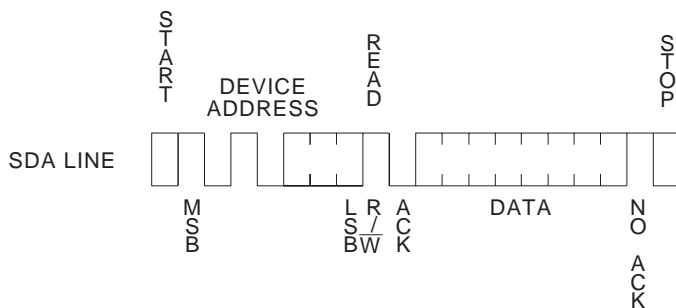 START
READ
STOP
DEVICE
ADDRESS
SDA LINE
MSB
LSB
R/W
ACK
DATA
NO ACK